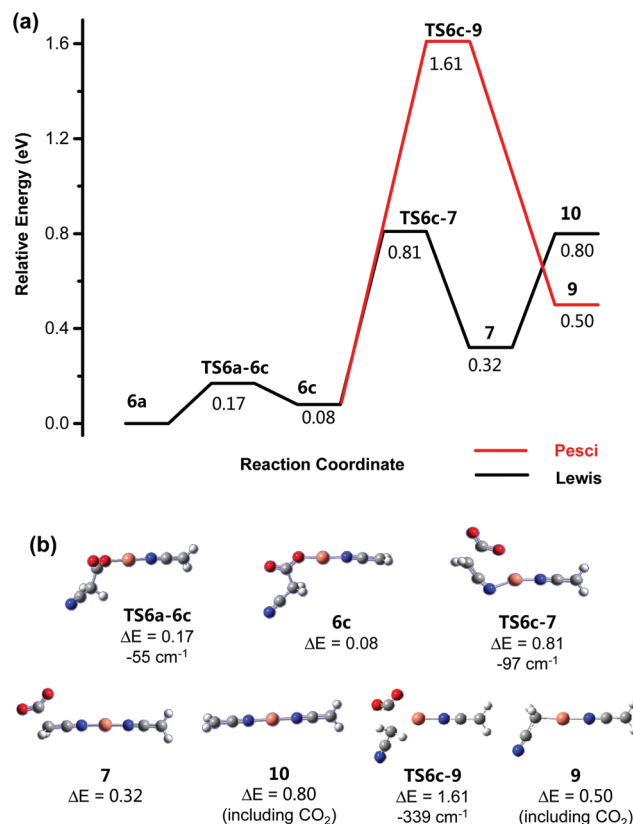 (a)
1.6
1.2
0.8
0.4
0.0
Relative Energy (eV)
TS6c-9
1.61
TS6c-7
0.81
10
0.80
9
0.50
7
0.32
6a
TS6a-6c
0.17
6c
0.08
Reaction Coordinate
Pesci
Lewis
(b)
TS6a-6c
ΔE = 0.17
-55 cm⁻¹
6c
ΔE = 0.08
TS6c-7
ΔE = 0.81
-97 cm⁻¹
7
ΔE = 0.32
10
ΔE = 0.80
(including CO₂)
TS6c-9
ΔE = 1.61
-339 cm⁻¹
9
ΔE = 0.50
(including CO₂)